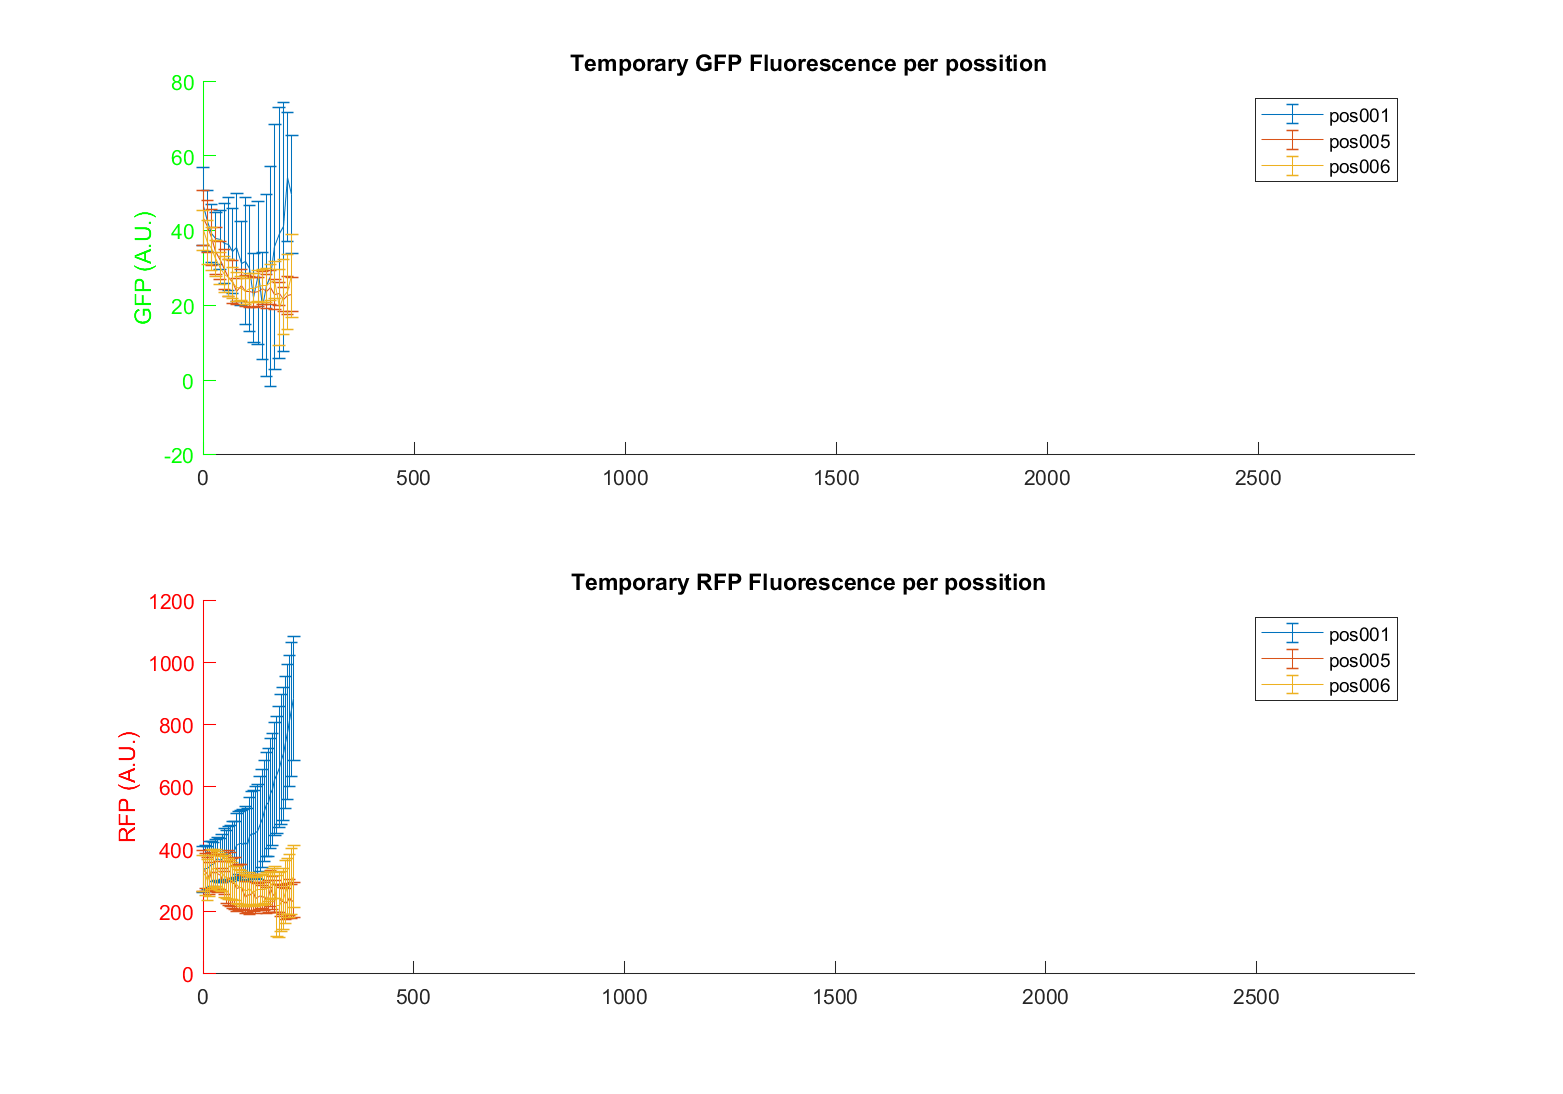 Temporary GFP Fluorescence per possition
80
60
40
20
0
-20
GFP (A.U.)
0 500 1000 1500 2000 2500
pos001
pos005
pos006
Temporary RFP Fluorescence per possition
1200
1000
800
600
400
200
0
RFP (A.U.)
0 500 1000 1500 2000 2500
pos001
pos005
pos006